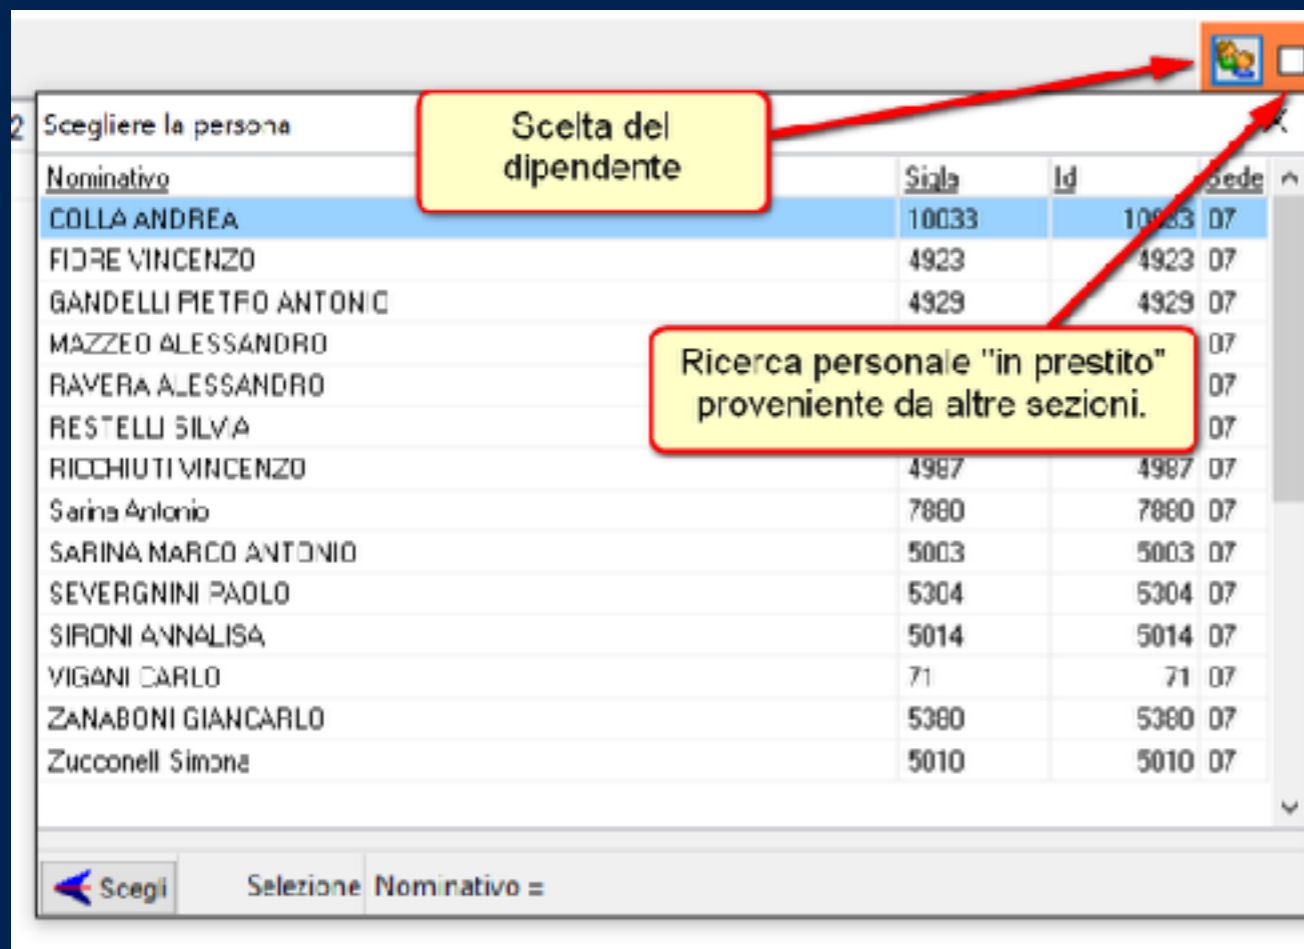 2 Scegliere la persona
Scelta del
dipendente
Nominativo Sigla Id Sede
COLLA ANDREA 10033 10033 07
FIORE VINCENZO 4923 4923 07
GANDELLI PIETRO ANTONIO 4929 4929 07
MAZZEO ALESSANDRO 07
RAVERA ALESSANDRO 07
RESTELLI SILVIA 07
Ricerca personale "in prestito"
proveniente da altre sezioni.
RICCHIUTI VINCENZO 4987 4987 07
Sarina Antonio 7880 7880 07
SARINA MARCO ANTONIO 5003 5003 07
SEVERGNINI PAOLO 5304 5304 07
SIRONI ANNALISA 5014 5014 07
VIGANI CARLO 71 71 07
ZANABONI GIANCARLO 5380 5380 07
Zucconelli Simona 5010 5010 07
Scegli Selezione Nominativo =